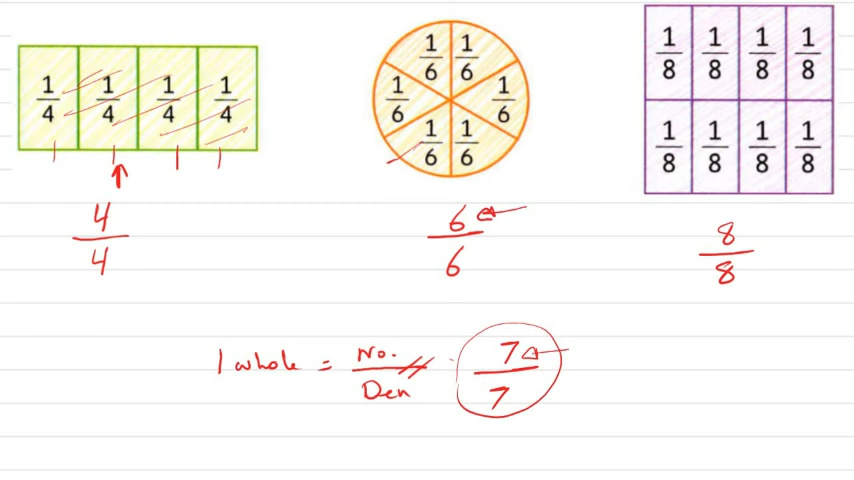 1/4 1/4 1/4 1/4
1/6 1/6 1/6 1/6 1/6 1/6
1/8 1/8 1/8 1/8
1/8 1/8 1/8 1/8
4/4
6/6
8/8
1 whole = No./Den 7/7